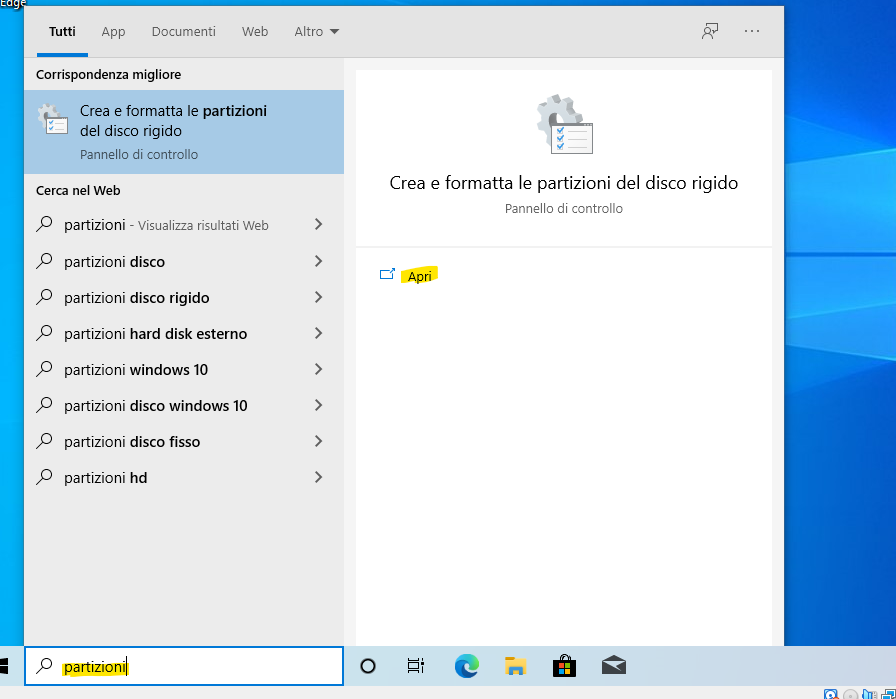 Edge
Tutti App Documenti Web Altro
Corrispondenza migliore
Crea e formatta le partizioni
del disco rigido
Pannello di controllo
Cerca nel Web
partizioni - Visualizza risultati Web
partizioni disco
partizioni disco rigido
partizioni hard disk esterno
partizioni windows 10
partizioni disco windows 10
partizioni disco fisso
partizioni hd
Crea e formatta le partizioni del disco rigido
Pannello di controllo
Apri
partizioni